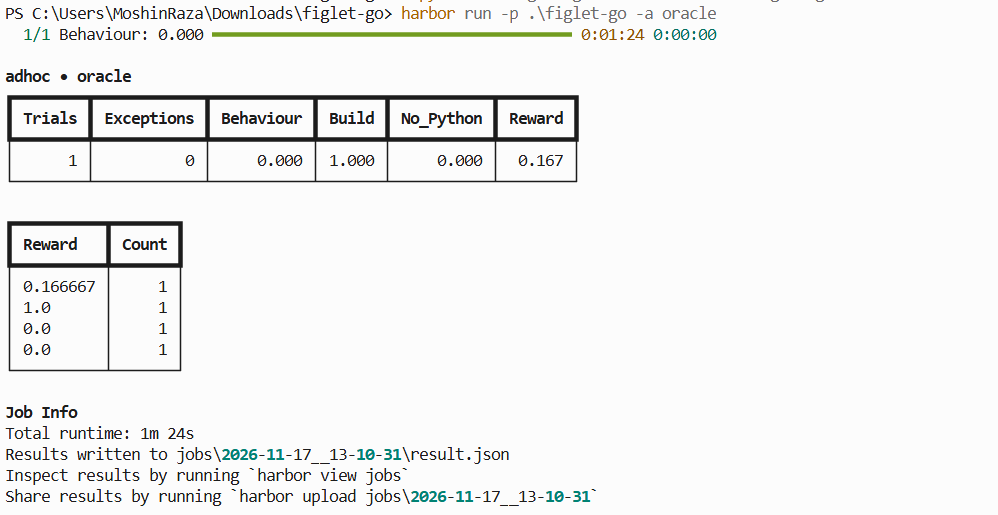 PS C:\Users\MoshinRaza\Downloads\figlet-go> harbor run -p .\figlet-go -a oracle
1/1 Behaviour: 0.000 0:01:24 0:00:00
adhoc • oracle
Trials Exceptions Behaviour Build No_Python Reward
1 0 0.000 1.000 0.000 0.167
Reward Count
0.166667 1
1.0 1
0.0 1
0.0 1
Job Info
Total runtime: 1m 24s
Results written to jobs\2026-11-17__13-10-31\result.json
Inspect results by running `harbor view jobs`
Share results by running `harbor upload jobs\2026-11-17__13-10-31`